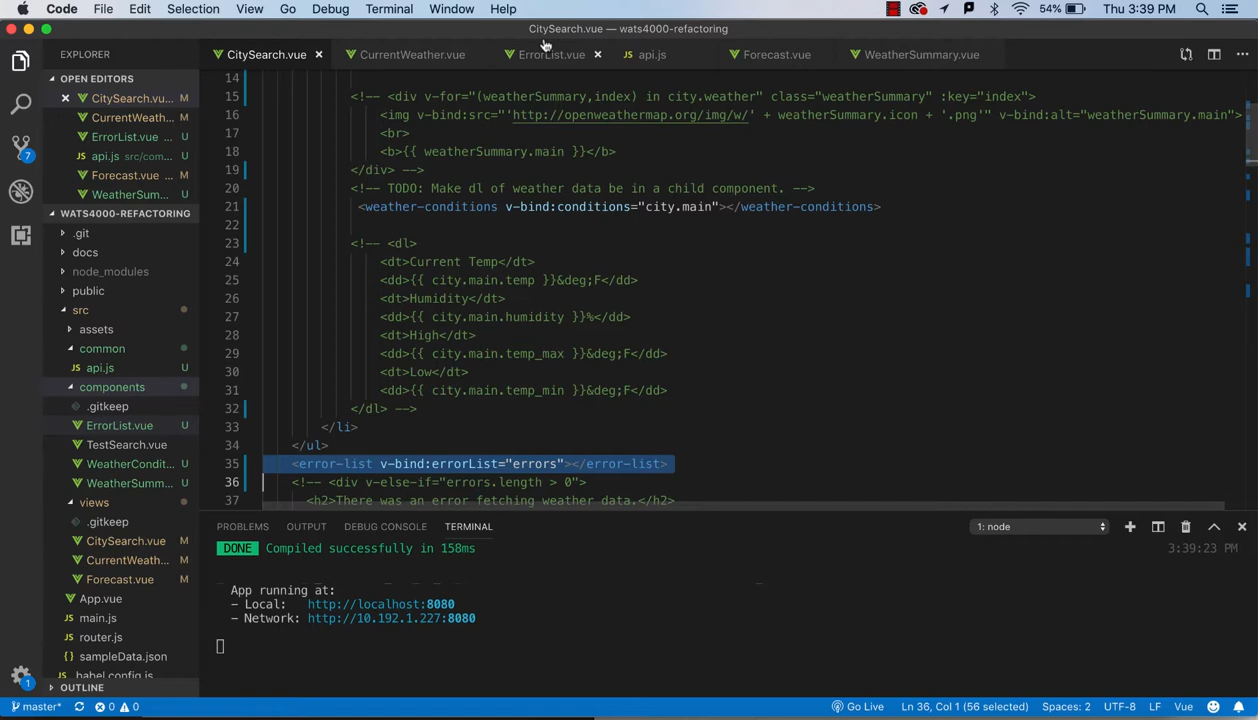 Code File Edit Selection View Go Debug Terminal Window Help 54% Thu 3:39 PM
CitySearch.vue — wats4000-refactoring
EXPLORER
OPEN EDITORS
CitySearch.vu... M
CurrentWeath... M
ErrorList.vue U
api.js src/com... U
Forecast.vue M
WeatherSum... U
WATS4000-REFACTORING
.git
docs
node_modules
public
src
assets
common
api.js U
components
.gitkeep
ErrorList.vue U
TestSearch.vue
WeatherCondit... U
WeatherSumm... U
views
.gitkeep
CitySearch.vue M
CurrentWeath... M
Forecast.vue M
App.vue
main.js
router.js
sampleData.json
babel.config.js
OUTLINE
7
1
CitySearch.vue CurrentWeather.vue ErrorList.vue api.js Forecast.vue WeatherSummary.vue
14
15 <!-- <div v-for="(weatherSummary,index) in city.weather" class="weatherSummary" :key="index">
16 <img v-bind:src="'http://openweathermap.org/img/w/' + weatherSummary.icon + '.png'" v-bind:alt="weatherSummary.main">
17 <br>
18 <b>{{ weatherSummary.main }}</b>
19 </div> -->
20 <!-- TODO: Make dl of weather data be in a child component. -->
21 <weather-conditions v-bind:conditions="city.main"></weather-conditions>
22
23 <!-- <dl>
24 <dt>Current Temp</dt>
25 <dd>{{ city.main.temp }}&deg;F</dd>
26 <dt>Humidity</dt>
27 <dd>{{ city.main.humidity }}%</dd>
28 <dt>High</dt>
29 <dd>{{ city.main.temp_max }}&deg;F</dd>
30 <dt>Low</dt>
31 <dd>{{ city.main.temp_min }}&deg;F</dd>
32 </dl> -->
33 </li>
34 </ul>
35 <error-list v-bind:errorList="errors"></error-list>
36 <!-- <div v-else-if="errors.length > 0">
37 <h2>There was an error fetching weather data.</h2>
PROBLEMS OUTPUT DEBUG CONSOLE TERMINAL 1: node
DONE Compiled successfully in 158ms 3:39:23 PM
App running at:
- Local: http://localhost:8080
- Network: http://10.192.1.227:8080
master* 0 0 Go Live Ln 36, Col 1 (56 selected) Spaces: 2 UTF-8 LF Vue